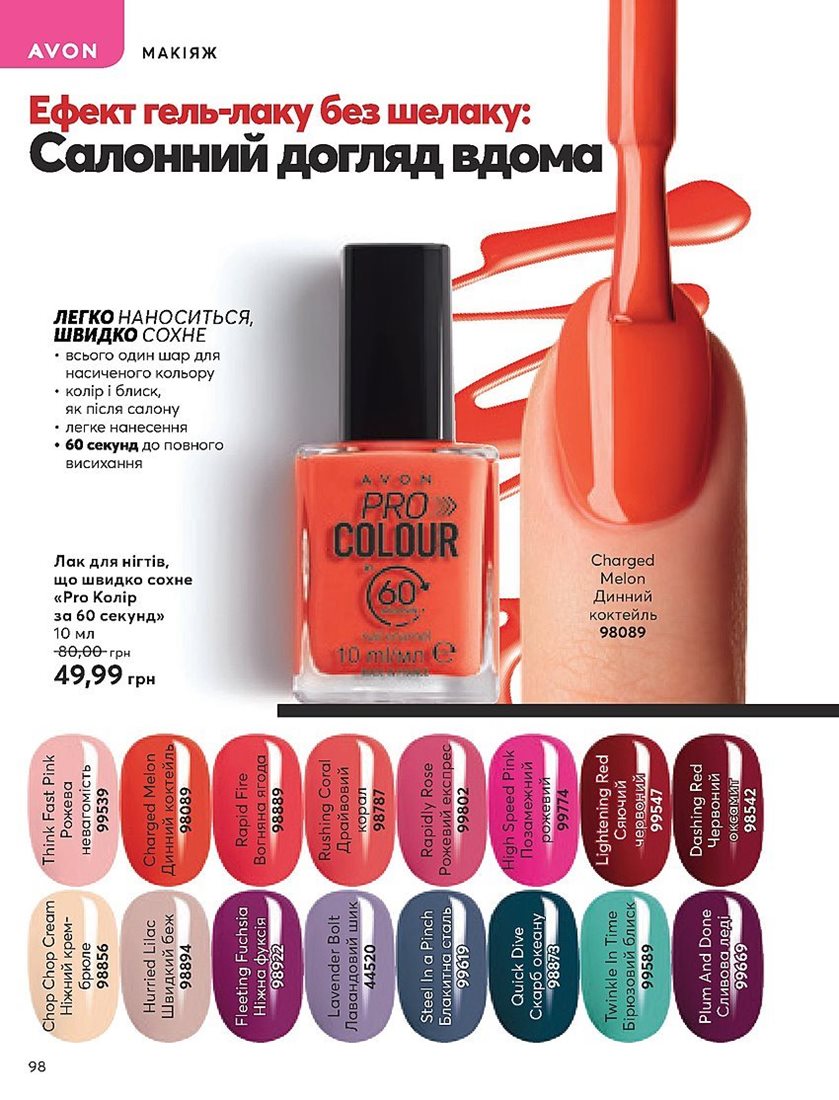 AVON
МАКІЯЖ
Ефект гель-лаку без шелаку:
Салонний догляд вдома
ЛЕГКО НАНОСИТЬСЯ,
ШВИДКО СОХНЕ
• всього один шар для
насиченого кольору
• колір і блиск,
як після салону
• легке нанесення
• 60 секунд до повного
висихання
Лак для нігтів,
що швидко сохне
«Pro Колір
за 60 секунд»
10 мл
80,00 грн
49,99 грн
AVON
PRO
COLOUR
60
10 ml/мл е
Charged
Melon
Динний
коктейль
98089
Think Fast Pink
Рожева
невагомість
99539
Charged Melon
Динний коктейль
98089
Rapid Fire
Вогняна ягода
98889
Rushing Coral
Драйвовий
корал
98787
Rapidly Rose
Рожевий експрес
99802
High Speed Pink
Позамежний
рожевий
99774
Lightening Red
Сяючий
червоний
99547
Dashing Red
Червоний
оксамит
98542
Chop Chop Cream
Ніжний крем-
брюле
98856
Hurried Lilac
Швидкий беж
98894
Fleeting Fuchsia
Ніжна фуксія
98922
Lavender Bolt
Лавандовий шик
44520
Steel In a Pinch
Блакитна сталь
99619
Quick Dive
Скарб океану
98873
Twinkle In Time
Бірюзовий блиск
99589
Plum And Done
Сливова леді
99669
98